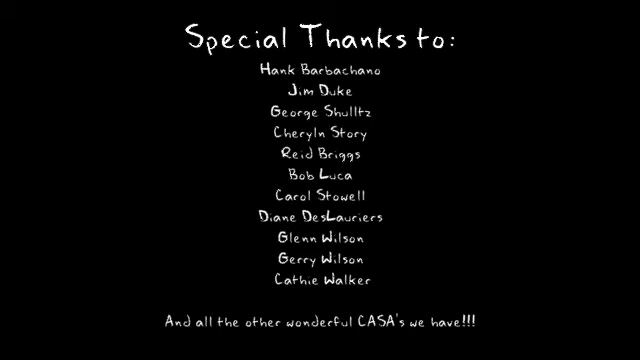 Special Thanks to:
Hank Barbachano
Jim Duke
George Shulltz
Cheryln Story
Reid Briggs
Bob Luca
Carol Stowell
Diane DesLauriers
Glenn Wilson
Gerry Wilson
Cathie Walker
And all the other wonderful CASA's we have!!!